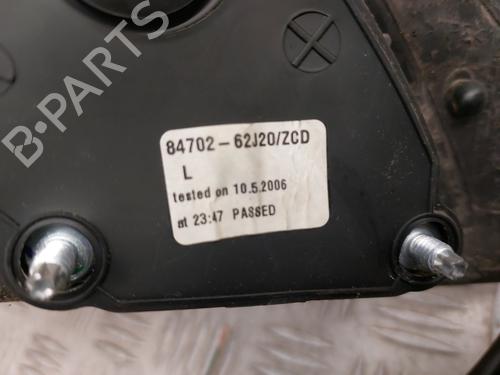 84702-62J20/ZCD
L
tested on 10.5.2006
at 23:47 PASSED
B-PARTS